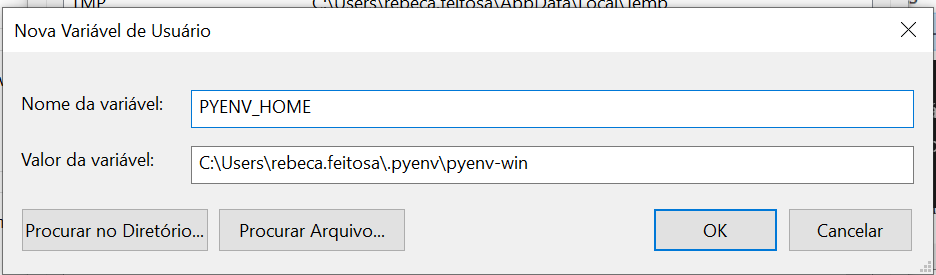 TMP C:\Users\rebeca.feitosa\AppData\Local\Temp
Nova Variável de Usuário
Nome da variável: PYENV_HOME
Valor da variável: C:\Users\rebeca.feitosa\.pyenv\pyenv-win
Procurar no Diretório... Procurar Arquivo... OK Cancelar